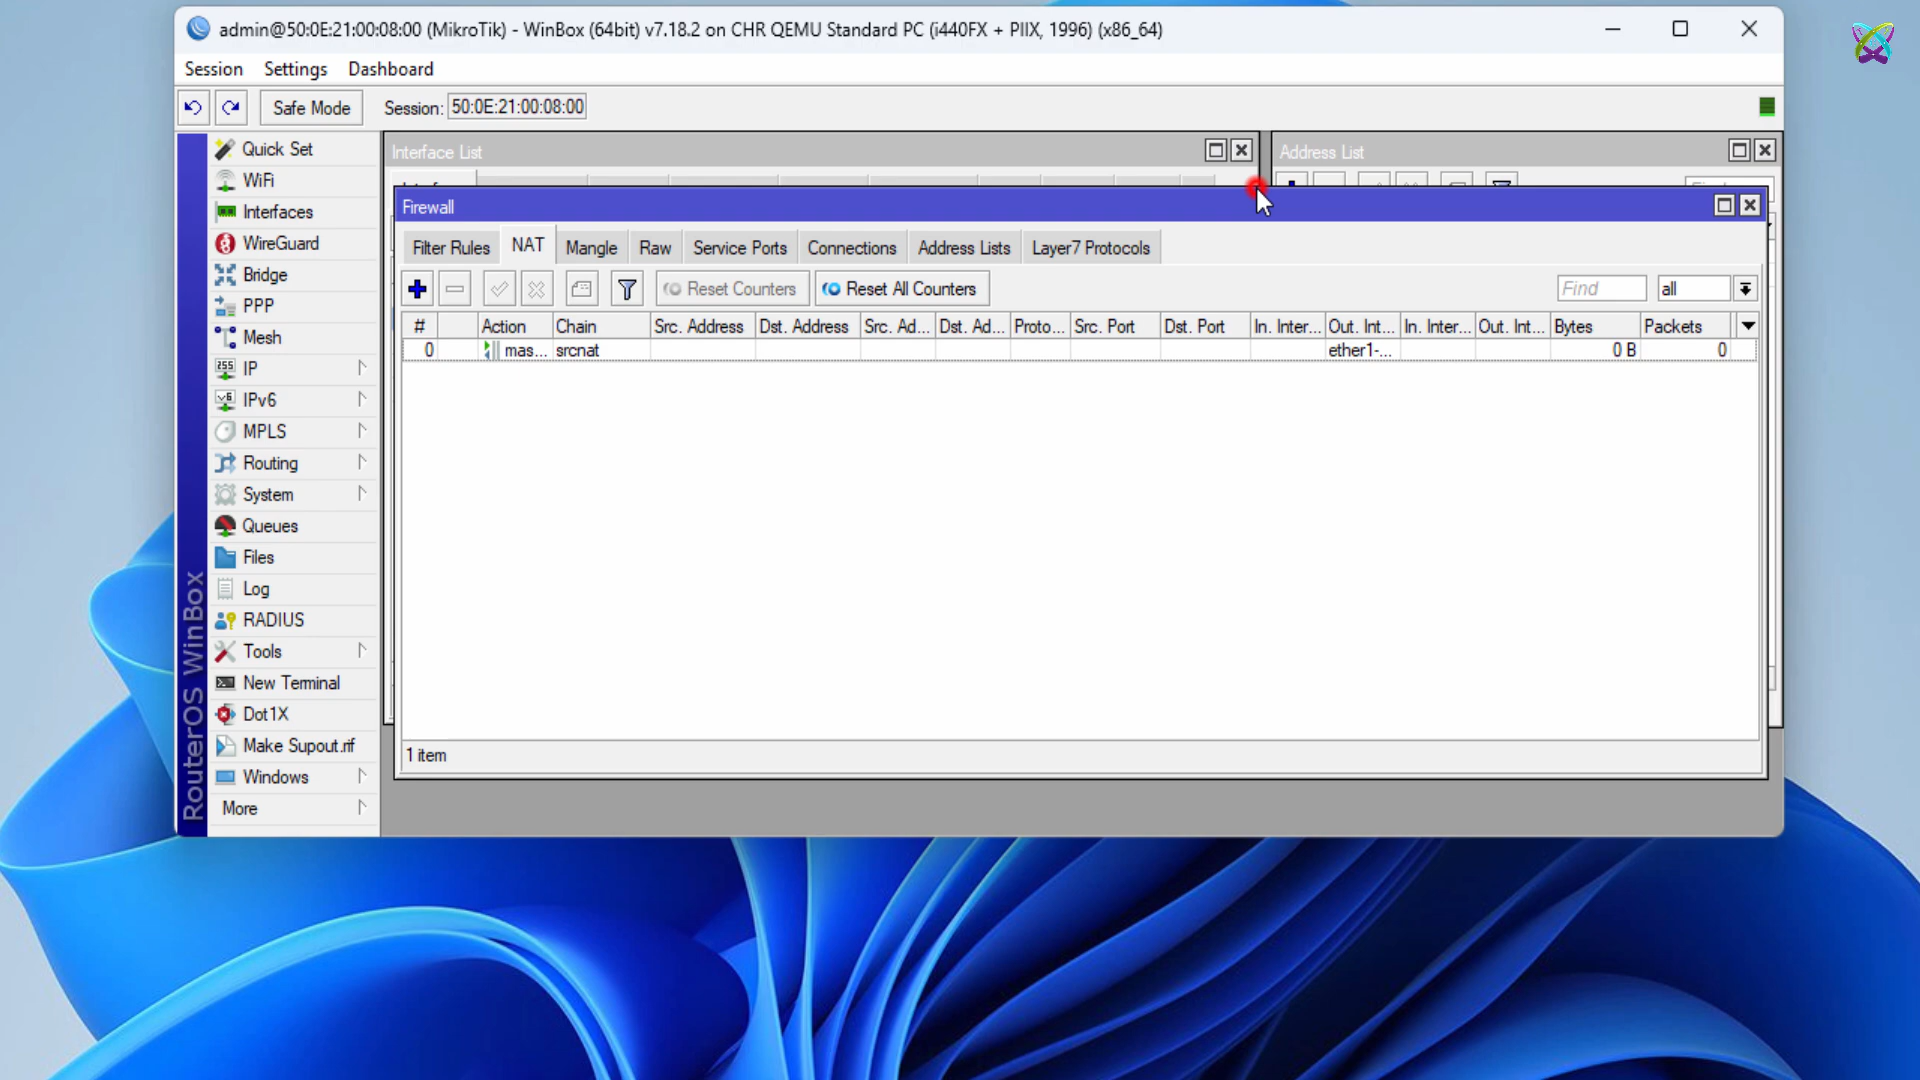 admin@50:0E:21:00:08:00 (MikroTik) - WinBox (64bit) v7.18.2 on CHR QEMU Standard PC (i440FX + PIIX, 1996) (x86_64)
Session Settings Dashboard
Safe Mode Session: 50:0E:21:00:08:00
Interface List
Address List
Firewall
Filter Rules NAT Mangle Raw Service Ports Connections Address Lists Layer7 Protocols
Reset Counters Reset All Counters Find all
# Action Chain Src. Address Dst. Address Src. Ad... Dst. Ad... Proto... Src. Port Dst. Port In. Inter... Out. Int... In. Inter... Out. Int... Bytes Packets
0 mas... srcnat ether1-... 0 B 0
1 item
Quick Set
WiFi
Interfaces
WireGuard
Bridge
PPP
Mesh
IP
IPv6
MPLS
Routing
System
Queues
Files
Log
RADIUS
Tools
New Terminal
Dot1X
Make Supout.rif
Windows
More
RouterOS WinBox